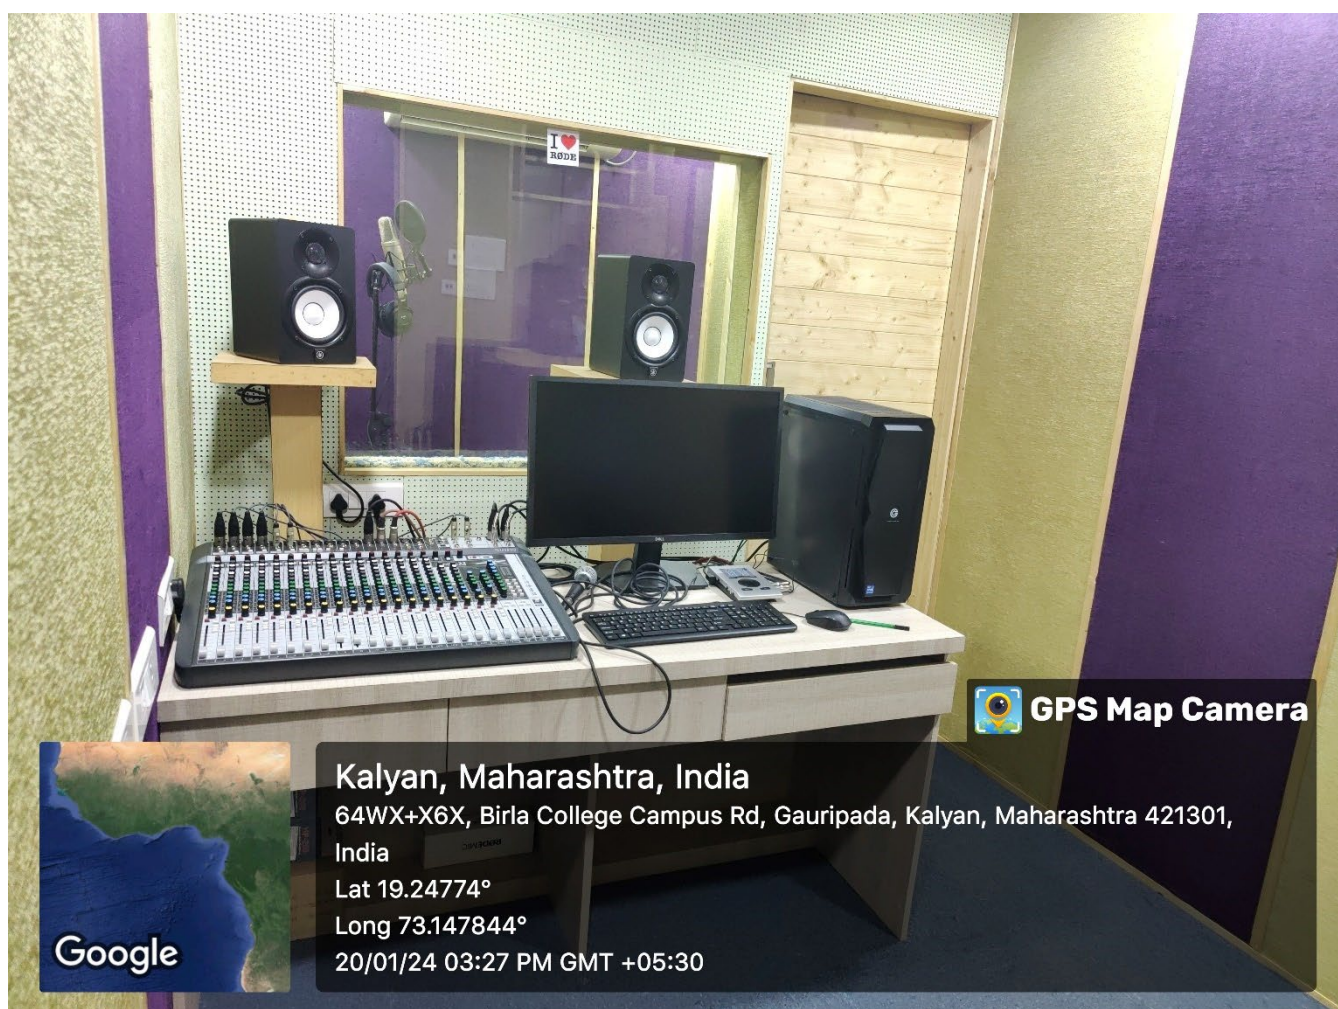 I ❤
RØDE
DELL
GPS Map Camera
Kalyan, Maharashtra, India
64WX+X6X, Birla College Campus Rd, Gauripada, Kalyan, Maharashtra 421301,
India
Lat 19.24774°
Long 73.147844°
20/01/24 03:27 PM GMT +05:30
Google